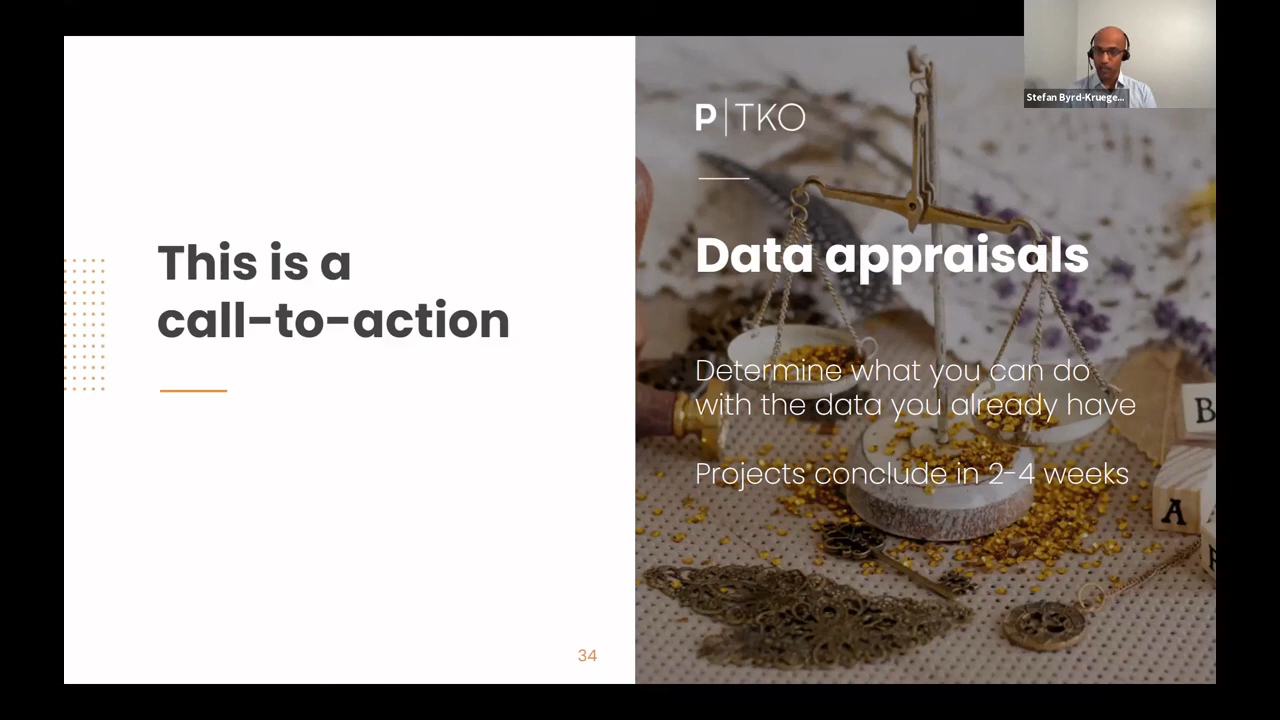 Stefan Byrd-Kruege...
This is a
call-to-action
34
P|TKO
Data appraisals
Determine what you can do
with the data you already have
Projects conclude in 2-4 weeks
B
A